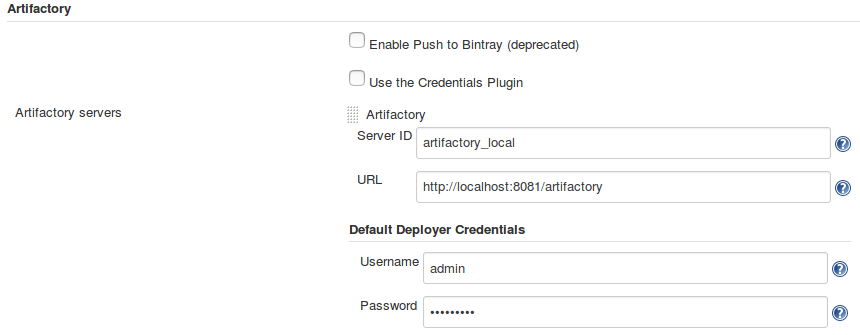 Artifactory
Enable Push to Bintray (deprecated)
Use the Credentials Plugin
Artifactory servers
Artifactory
Server ID artifactory_local ?
URL http://localhost:8081/artifactory ?
Default Deployer Credentials
Username admin ?
Password ••••••••• ?